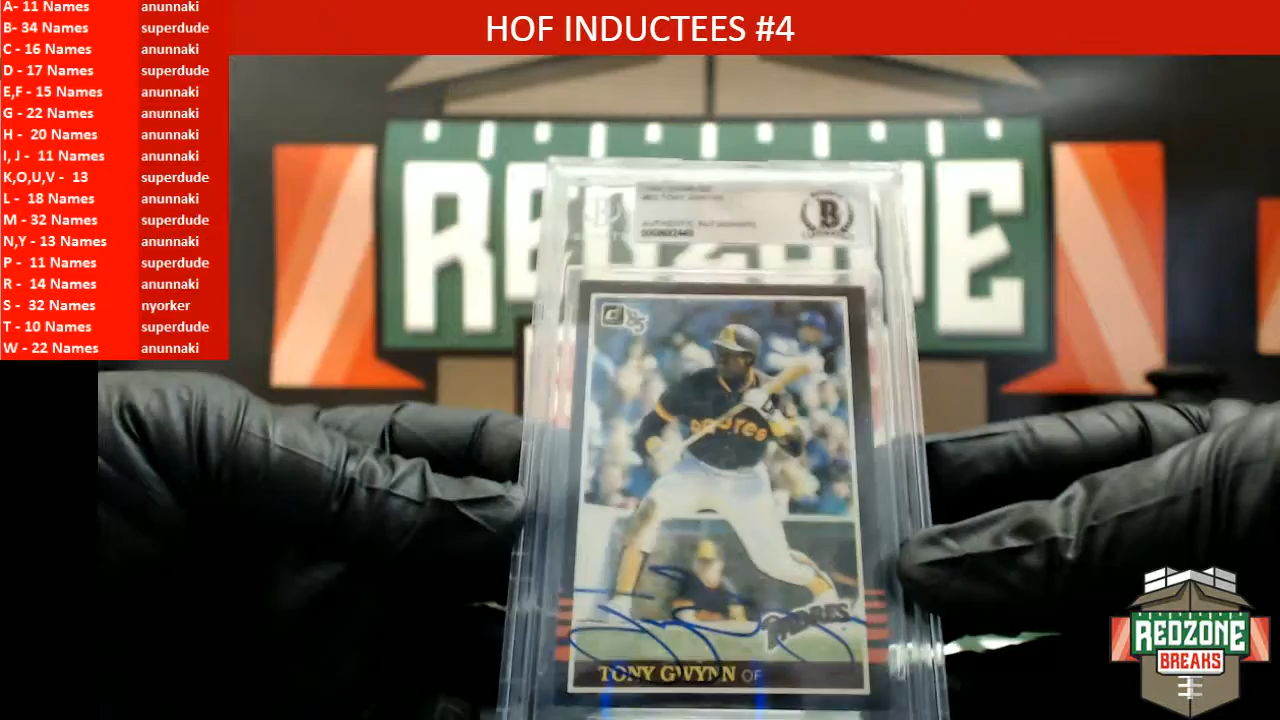 HOF INDUCTEES #4
A- 11 Names anunnaki
B- 34 Names superdude
C - 16 Names anunnaki
D - 17 Names superdude
E,F - 15 Names anunnaki
G - 22 Names anunnaki
H - 20 Names anunnaki
I, J - 11 Names anunnaki
K,O,U,V - 13 superdude
L - 18 Names anunnaki
M - 32 Names superdude
N,Y - 13 Names anunnaki
P - 11 Names superdude
R - 14 Names anunnaki
S - 32 Names nyorker
T - 10 Names superdude
W - 22 Names anunnaki
REDZONE
B
Padres
PADRES
TONY GWYNN OF
REDZONE
BREAKS